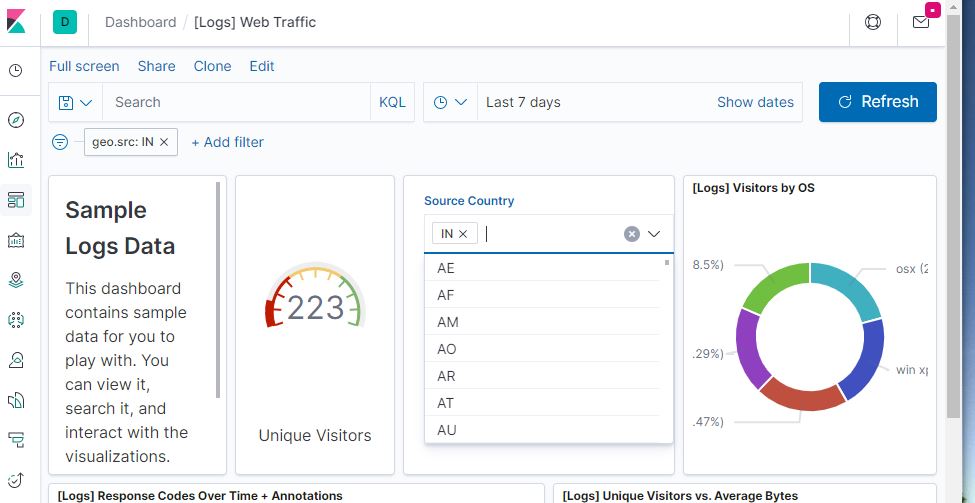 D Dashboard / [Logs] Web Traffic
Full screen Share Clone Edit
Search KQL Last 7 days Show dates Refresh
geo.src: IN × + Add filter
Sample
Logs Data
This dashboard
contains sample
data for you to
play with. You
can view it,
search it, and
interact with the
visualizations.
223
Unique Visitors
Source Country
IN ×
AE
AF
AM
AO
AR
AT
AU
[Logs] Visitors by OS
8.5%)
osx (2
.29%)
win xp
.47%)
[Logs] Response Codes Over Time + Annotations
[Logs] Unique Visitors vs. Average Bytes